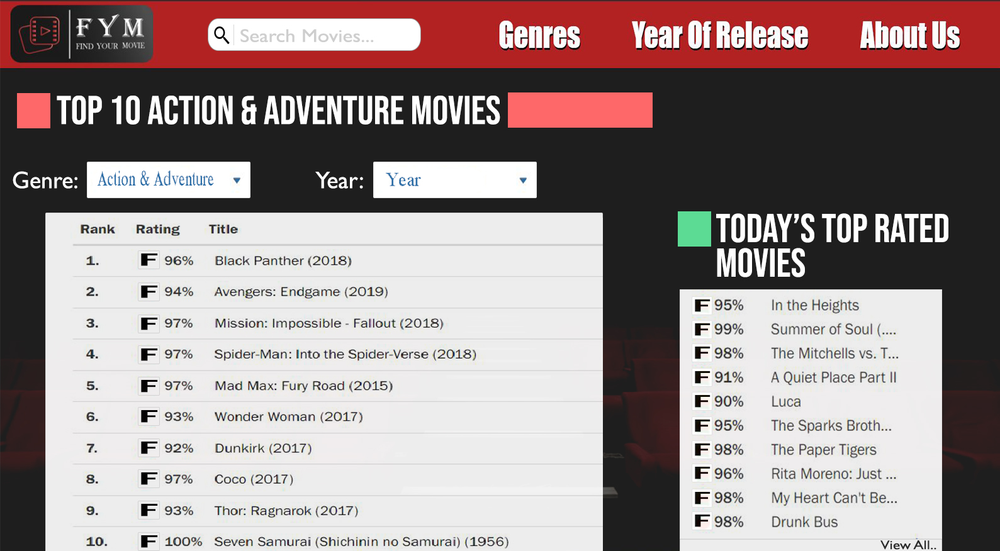 FYM
FIND YOUR MOVIE
Search Movies...
Genres
Year Of Release
About Us
TOP 10 ACTION & ADVENTURE MOVIES
Genre: Action & Adventure
Year: Year
Rank Rating Title
1. F 96% Black Panther (2018)
2. F 94% Avengers: Endgame (2019)
3. F 97% Mission: Impossible - Fallout (2018)
4. F 97% Spider-Man: Into the Spider-Verse (2018)
5. F 97% Mad Max: Fury Road (2015)
6. F 93% Wonder Woman (2017)
7. F 92% Dunkirk (2017)
8. F 97% Coco (2017)
9. F 93% Thor: Ragnarok (2017)
10. F 100% Seven Samurai (Shichinin no Samurai) (1956)
TODAY’S TOP RATED
MOVIES
F 95% In the Heights
F 99% Summer of Soul (....
F 98% The Mitchells vs. T...
F 91% A Quiet Place Part II
F 90% Luca
F 95% The Sparks Broth...
F 98% The Paper Tigers
F 96% Rita Moreno: Just ...
F 98% My Heart Can't Be...
F 98% Drunk Bus
View All..